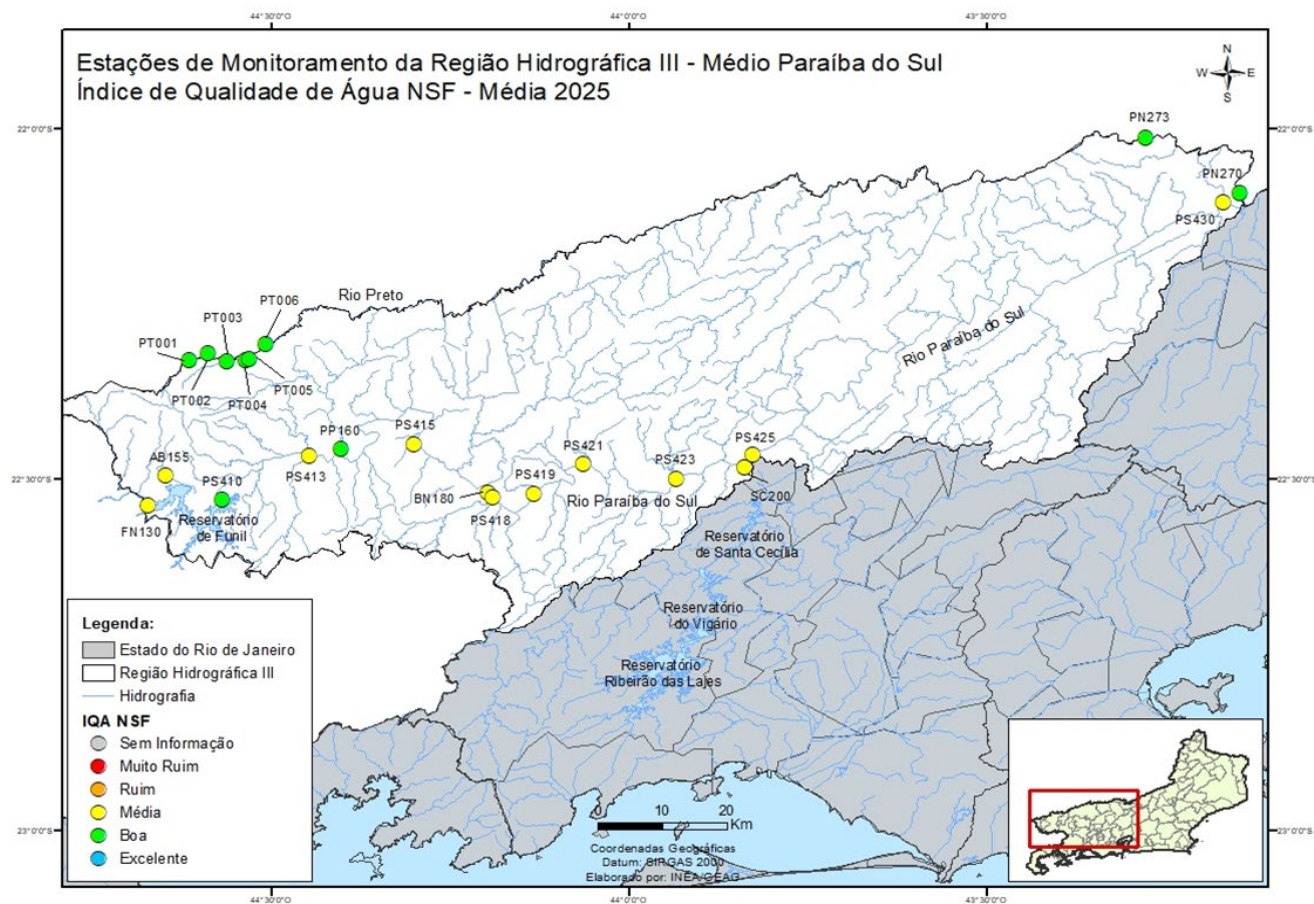 44°30'0"O
44°0'0"O
43°30'0"O
Estações de Monitoramento da Região Hidrográfica III - Médio Paraíba do Sul
Índice de Qualidade de Água NSF - Média 2025
N
W
E
S
22°0'0"S
22°0'0"S
PN273
PN270
PS430
Rio Preto
PT006
PT003
PT001
PT005
PT002
PT004
Rio Paraíba do Sul
PP160
PS415
PS425
PS421
AB155
PS413
PS423
PS410
PS419
22°30'0"S
22°30'0"S
BN180
Rio Paraíba do Sul
SC200
PS418
FN130
Reservatório
de Funil
Reservatório
de Santa Cecília
Reservatório
do Vigário
Reservatório
Ribeirão das Lajes
Legenda:
Estado do Rio de Janeiro
Região Hidrográfica III
Hidrografia
IQA NSF
Sem Informação
Muito Ruim
Ruim
Média
Boa
Excelente
0 10 20
Km
Coordenadas Geográficas
Datum: SIRGAS 2000
Elaborado por: INEA/GEAG
23°0'0"S
23°0'0"S
44°30'0"O
44°0'0"O
43°30'0"O